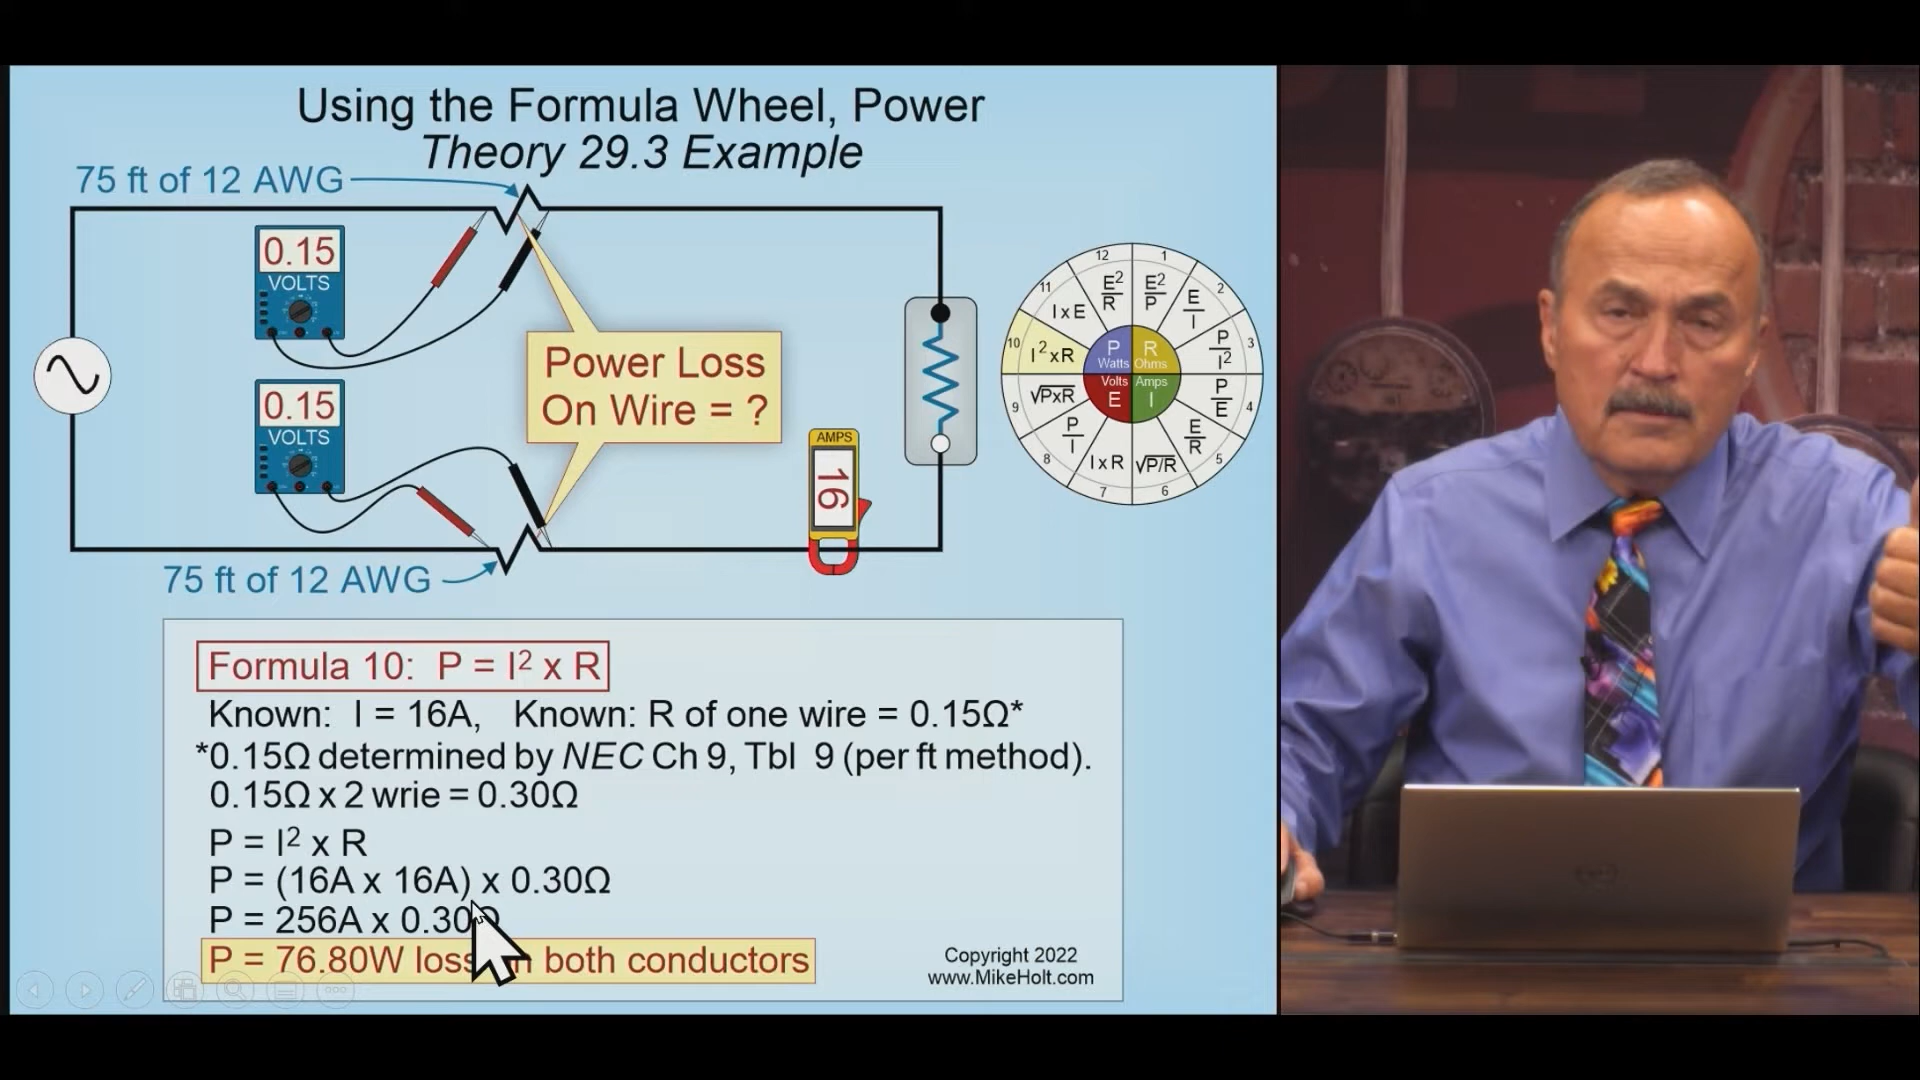 Using the Formula Wheel, Power
Theory 29.3 Example
75 ft of 12 AWG
0.15
VOLTS
0.15
VOLTS
Power Loss
On Wire = ?
AMPS
16
75 ft of 12 AWG
12
E²
R
1
E²
P
2
E
I
3
P
I²
4
P
E
5
E
R
6
√P/R
7
I x R
8
P
I
9
√PxR
10
I² x R
11
I x E
P
Watts
R
Ohms
Volts
E
Amps
I
Formula 10: P = I² x R
Known: I = 16A, Known: R of one wire = 0.15Ω*
*0.15Ω determined by NEC Ch 9, Tbl 9 (per ft method).
0.15Ω x 2 wrie = 0.30Ω
P = I² x R
P = (16A x 16A) x 0.30Ω
P = 256A x 0.30Ω
P = 76.80W loss both conductors
Copyright 2022
www.MikeHolt.com